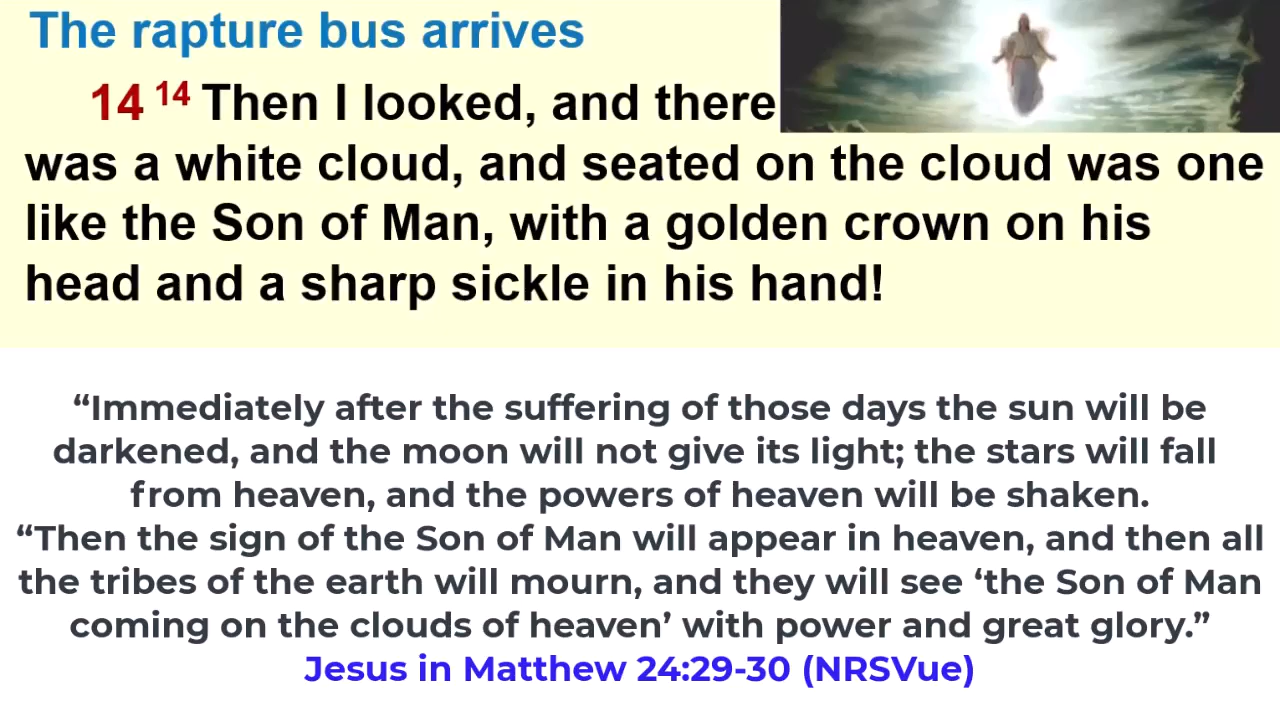 The rapture bus arrives
14 14 Then I looked, and there
was a white cloud, and seated on the cloud was one
like the Son of Man, with a golden crown on his
head and a sharp sickle in his hand!
“Immediately after the suffering of those days the sun will be
darkened, and the moon will not give its light; the stars will fall
from heaven, and the powers of heaven will be shaken.
“Then the sign of the Son of Man will appear in heaven, and then all
the tribes of the earth will mourn, and they will see ‘the Son of Man
coming on the clouds of heaven’ with power and great glory.”
Jesus in Matthew 24:29-30 (NRSVue)